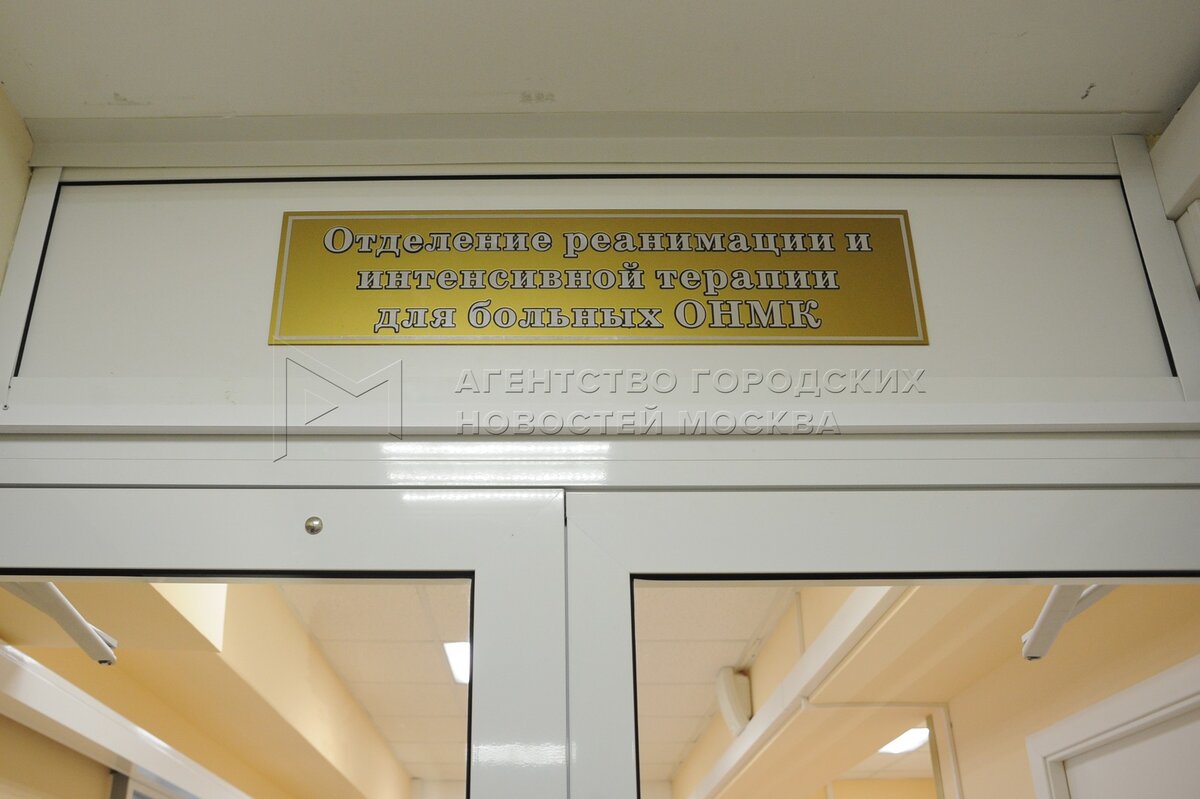 Отделение реанимации и
интенсивной терапии
для больных ОНМК
АГЕНТСТВО ГОРОДСКИХ
НОВОСТЕЙ МОСКВА